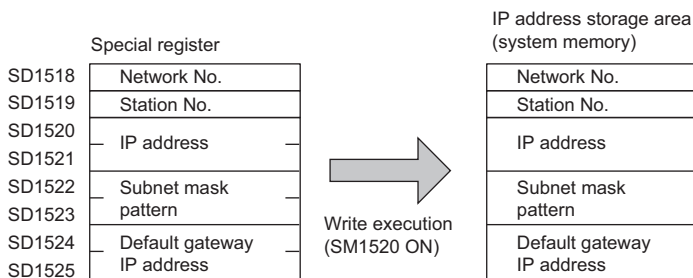 IP address storage area
(system memory)
Special register
SD1518 Network No. Network No.
SD1519 Station No. Station No.
SD1520
IP address IP address
SD1521
SD1522 Subnet mask Subnet mask
SD1523 pattern pattern
Write execution
(SM1520 ON)
SD1524 Default gateway Default gateway
SD1525 IP address IP address